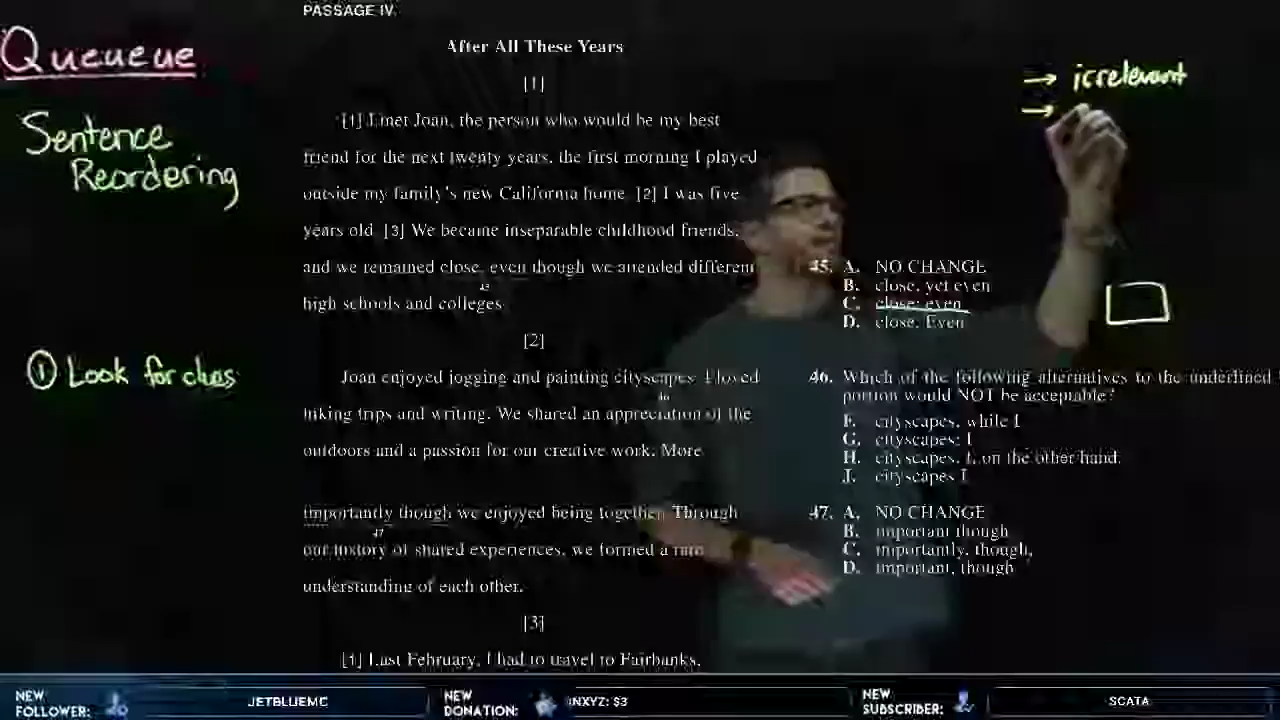 PASSAGE IV.
After All These Years
[1]
[1] I met Joan, the person who would be my best
friend for the next twenty years, the first morning I played
outside my family's new California home. [2] I was five
years old. [3] We became inseparable childhood friends,
and we remained close, even though we attended different
45
high schools and colleges.
[2]
Joan enjoyed jogging and painting cityscapes. I loved
46
hiking trips and writing. We shared an appreciation of the
outdoors and a passion for our creative work. More
importantly though we enjoyed being together. Through
47
our history of shared experiences, we formed a rare
understanding of each other.
[3]
[1] Last February, I had to travel to Fairbanks,
Queueue
Sentence
Reordering
① Look for clues
→ irrelevant
→
45. A. NO CHANGE
B. close, yet even
C. close; even
D. close. Even
46. Which of the following alternatives to the underlined
portion would NOT be acceptable?
F. cityscapes, while I
G. cityscapes; I
H. cityscapes. I, on the other hand,
J. cityscapes I
47. A. NO CHANGE
B. important though
C. importantly, though,
D. important, though
NEW
FOLLOWER:
JETBLUEMC
NEW
DONATION:
NXYZ: $3
NEW
SUBSCRIBER:
SCATA